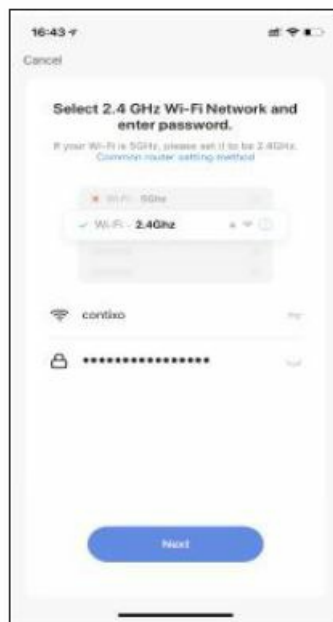 16:43
Cancel
Select 2.4 GHz Wi-Fi Network and
enter password.
If your Wi-Fi is 5GHz, please set it to be 2.4GHz.
Common router setting method
Wi-Fi - 5Ghz
Wi-Fi - 2.4Ghz
contixo
••••••••••••••••
Next